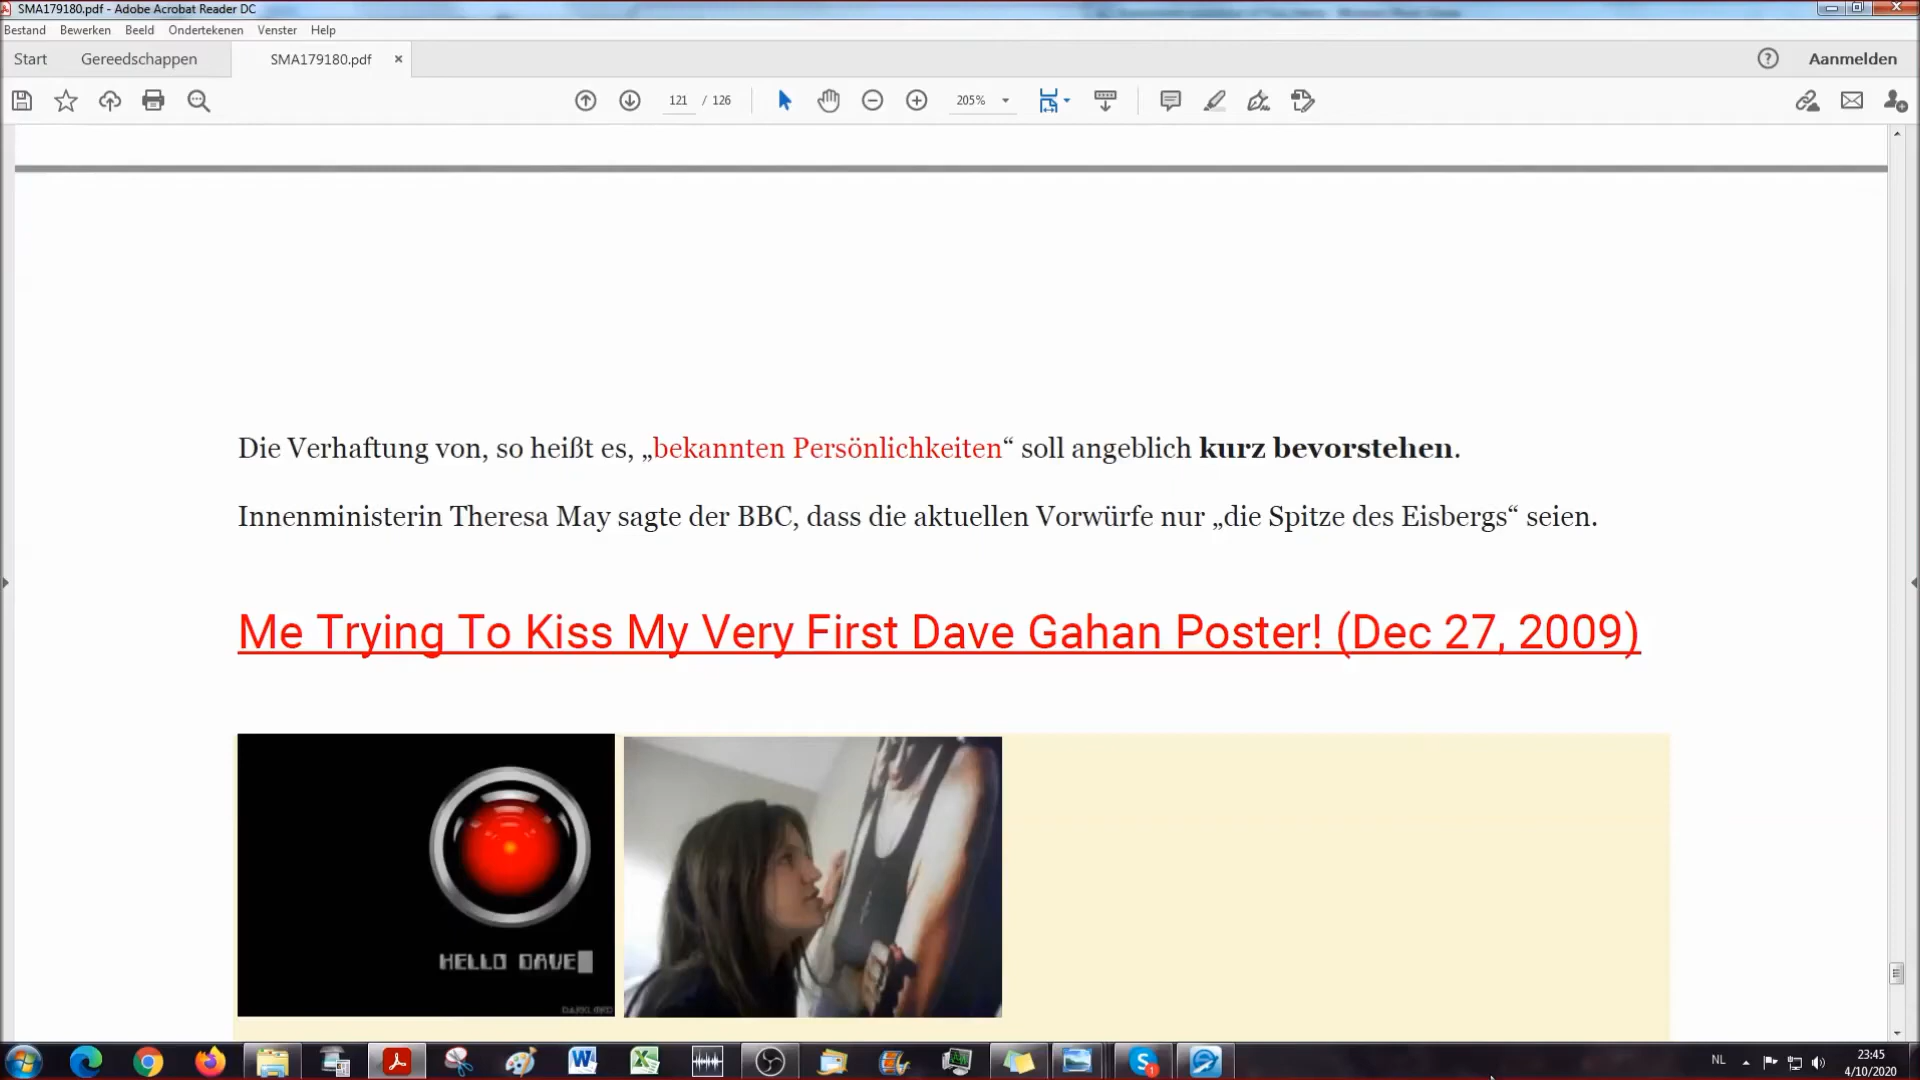 SMA179180.pdf - Adobe Acrobat Reader DC
Bestand Bewerken Beeld Ondertekenen Venster Help
Start Gereedschappen SMA179180.pdf × Aanmelden
121 / 126 205%
Die Verhaftung von, so heißt es, „bekannten Persönlichkeiten“ soll angeblich kurz bevorstehen.
Innenministerin Theresa May sagte der BBC, dass die aktuellen Vorwürfe nur „die Spitze des Eisbergs“ seien.
Me Trying To Kiss My Very First Dave Gahan Poster! (Dec 27, 2009)
HELLO DAVE
NL
23:45
4/10/2020